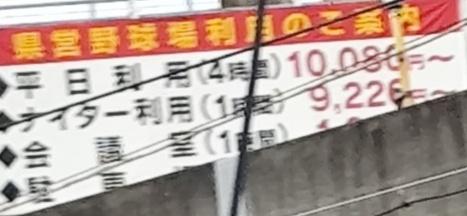 県営野球場利用のご案内
◆平日利用(4時間)10,080円～
◆ナイター利用(1時間)9,226円～
◆会議室(1時間)
◆駐車